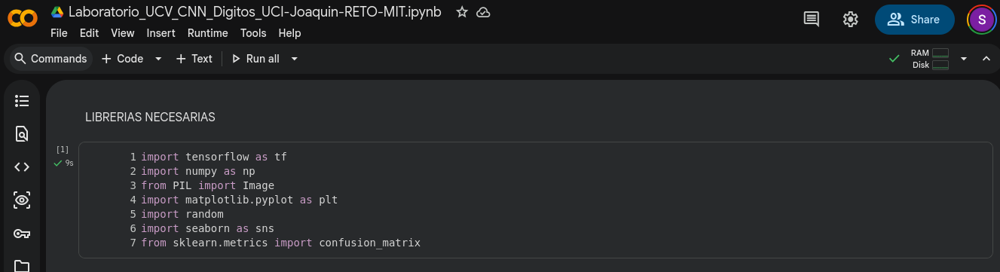 Laboratorio_UCV_CNN_Digitos_UCI-Joaquin-RETO-MIT.ipynb
File Edit View Insert Runtime Tools Help
Share
S
Commands + Code + Text Run all
RAM
Disk
LIBRERIAS NECESARIAS
[1]
9s
1 import tensorflow as tf
2 import numpy as np
3 from PIL import Image
4 import matplotlib.pyplot as plt
5 import random
6 import seaborn as sns
7 from sklearn.metrics import confusion_matrix